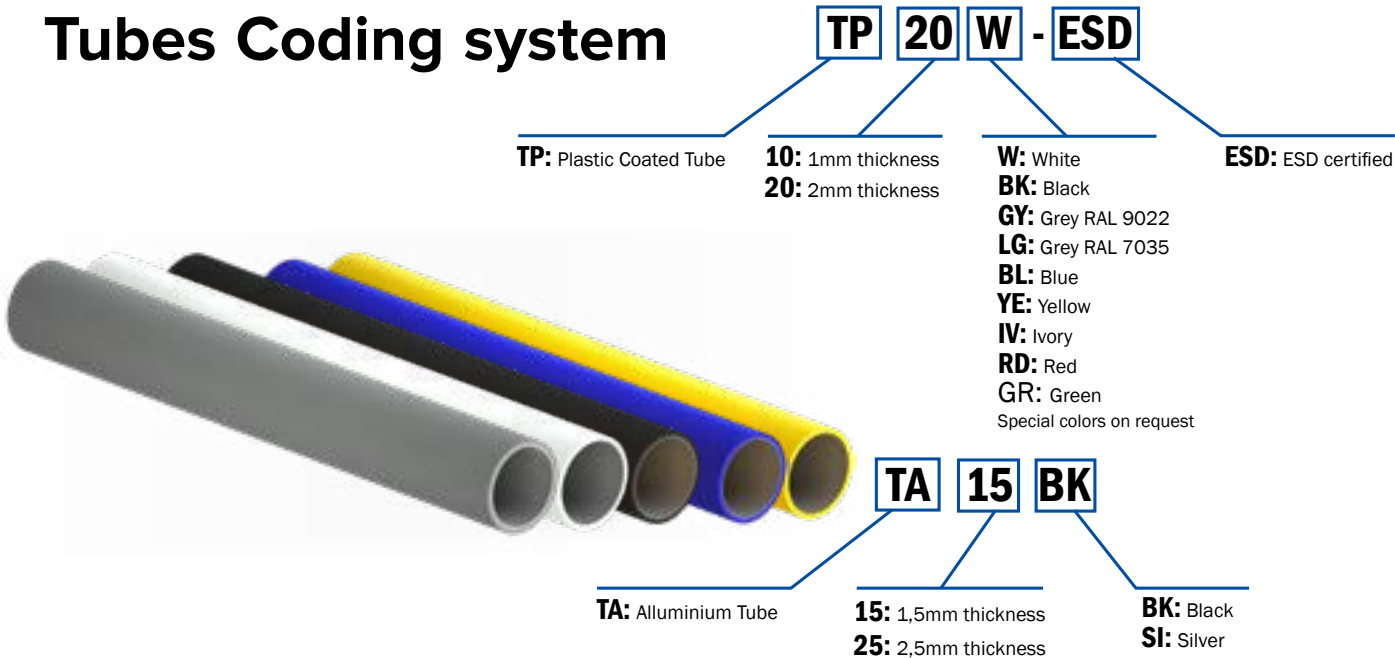 Tubes Coding system
TP 20 W - ESD
TP: Plastic Coated Tube
10: 1mm thickness
20: 2mm thickness
W: White
BK: Black
GY: Grey RAL 9022
LG: Grey RAL 7035
BL: Blue
YE: Yellow
IV: Ivory
RD: Red
GR: Green
Special colors on request
ESD: ESD certified
TA 15 BK
TA: Alluminium Tube
15: 1,5mm thickness
25: 2,5mm thickness
BK: Black
SI: Silver